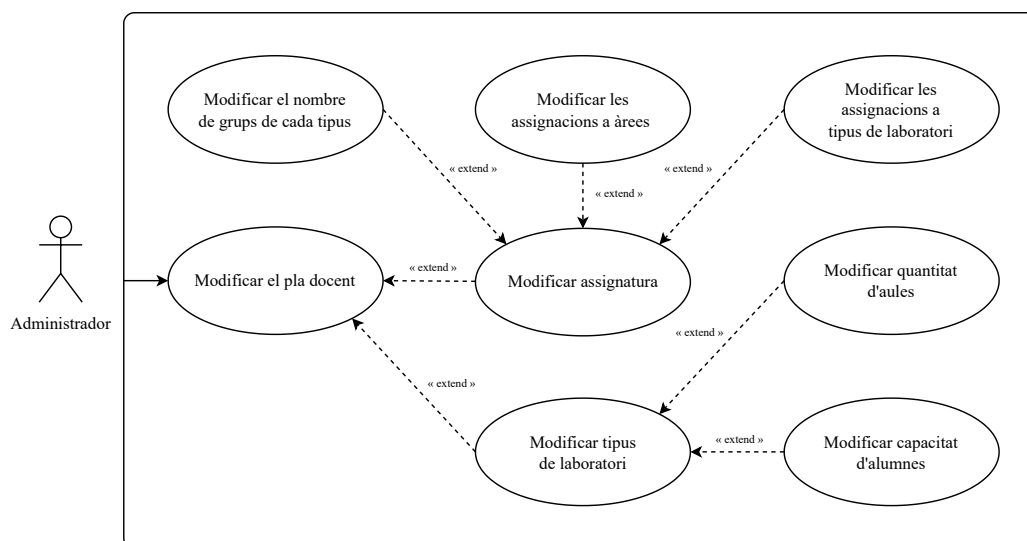 Modificar el nombre
de grups de cada tipus
Modificar les
assignacions a àrees
Modificar les
assignacions a
tipus de laboratori
« extend »
« extend »
« extend »
Administrador
Modificar el pla docent
« extend »
Modificar assignatura
Modificar quantitat
d'aules
« extend »
« extend »
Modificar tipus
de laboratori
« extend »
Modificar capacitat
d'alumnes